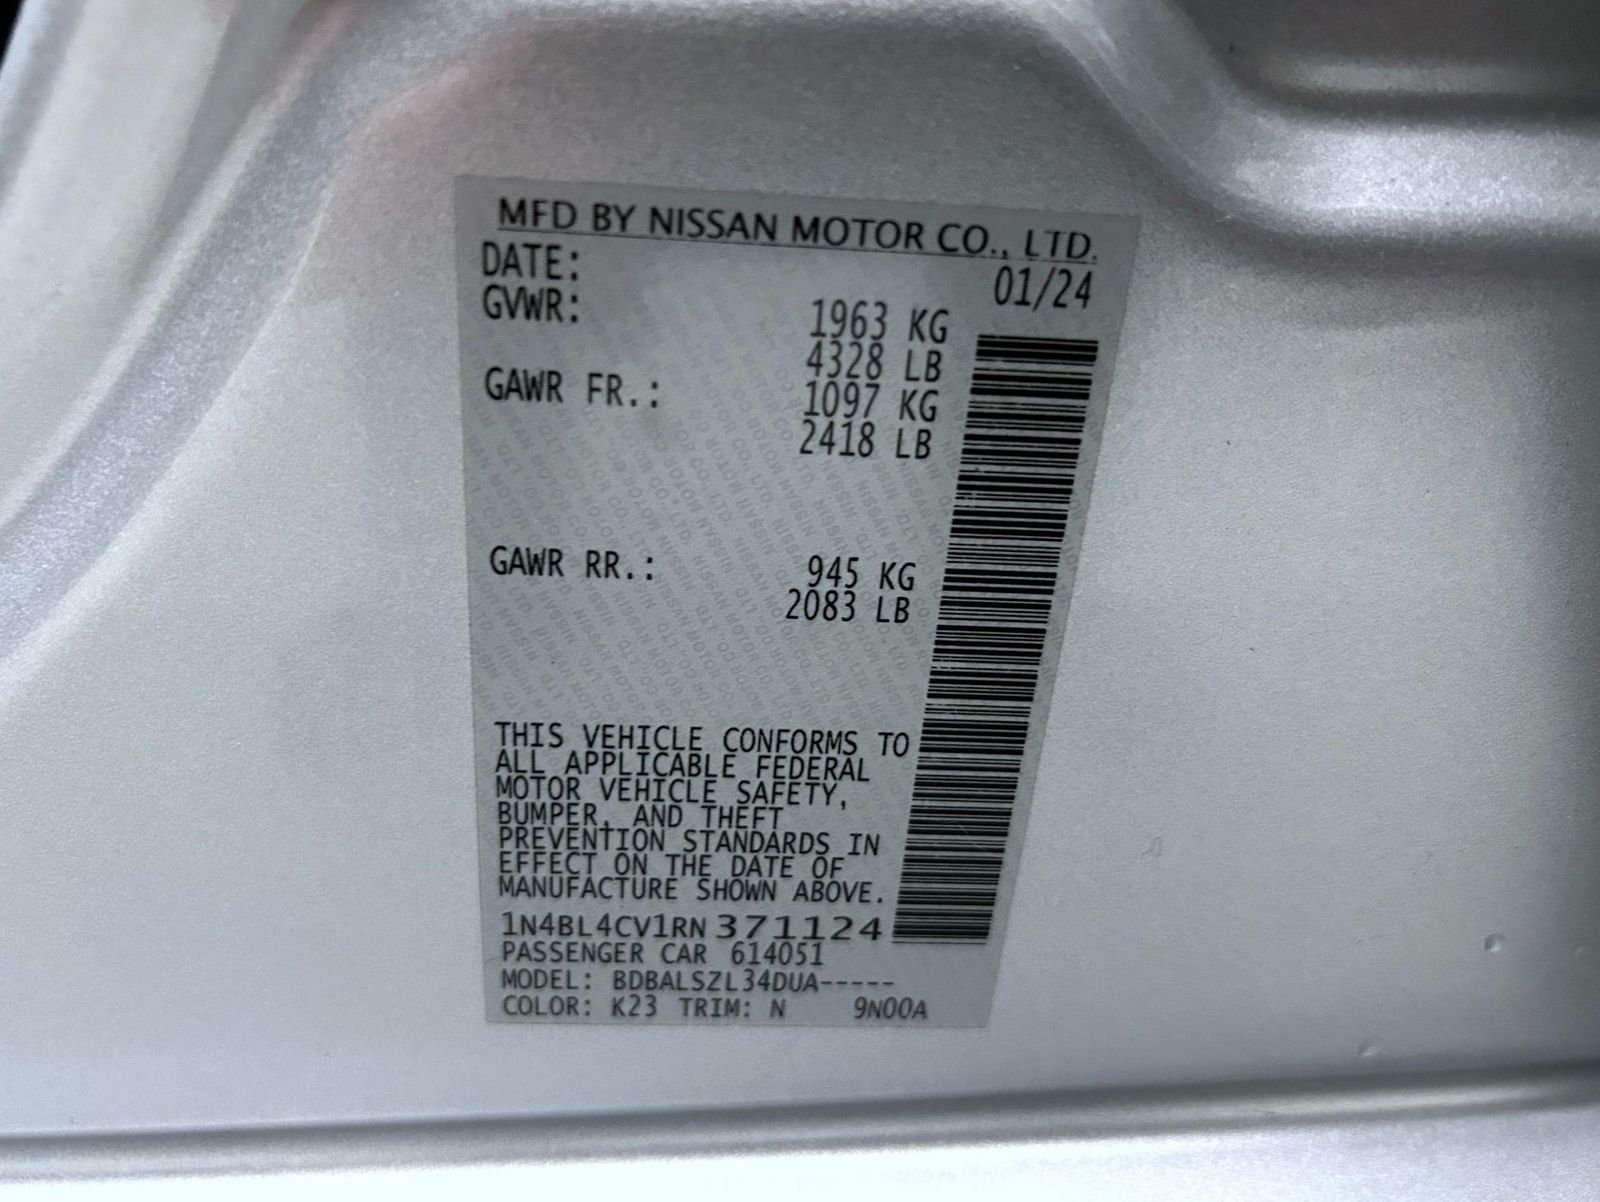 MFD BY NISSAN MOTOR CO., LTD.
DATE: 01/24
GVWR: 1963 KG
4328 LB
GAWR FR.: 1097 KG
2418 LB
GAWR RR.: 945 KG
2083 LB
THIS VEHICLE CONFORMS TO
ALL APPLICABLE FEDERAL
MOTOR VEHICLE SAFETY,
BUMPER, AND THEFT
PREVENTION STANDARDS IN
EFFECT ON THE DATE OF
MANUFACTURE SHOWN ABOVE.
1N4BL4CV1RN371124
PASSENGER CAR 614051
MODEL: BDBALSZL34DUA-----
COLOR: K23 TRIM: N 9N00A